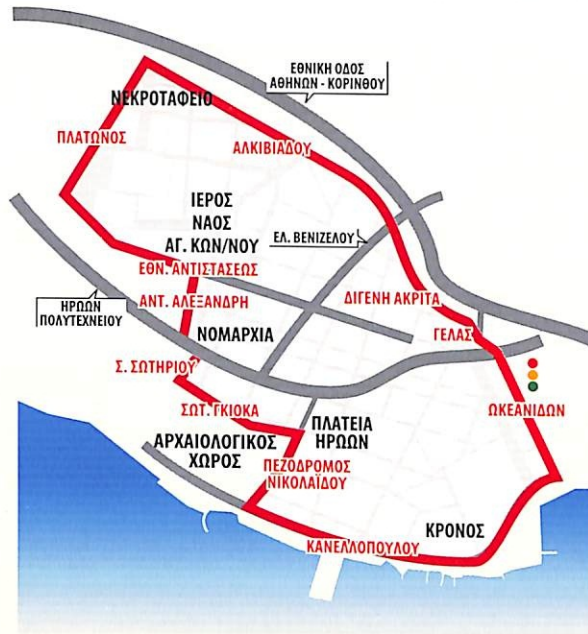 ΕΘΝΙΚΗ ΟΔΟΣ
ΑΘΗΝΩΝ - ΚΟΡΙΝΘΟΥ
ΝΕΚΡΟΤΑΦΕΙΟ
ΠΛΑΤΩΝΟΣ
ΑΛΚΙΒΙΑΔΟΥ
ΙΕΡΟΣ
ΝΑΟΣ
ΑΓ. ΚΩΝ/ΝΟΥ
ΕΛ. ΒΕΝΙΖΕΛΟΥ
ΕΘΝ. ΑΝΤΙΣΤΑΣΕΩΣ
ΗΡΩΩΝ
ΠΟΛΥΤΕΧΝΕΙΟΥ
ΑΝΤ. ΑΛΕΞΑΝΔΡΗ
ΔΙΓΕΝΗ ΑΚΡΙΤΑ
ΝΟΜΑΡΧΙΑ
ΓΕΛΑΣ
Σ. ΣΩΤΗΡΙΟΥ
ΣΩΤ. ΓΚΙΟΚΑ
ΩΚΕΑΝΙΔΩΝ
ΠΛΑΤΕΙΑ
ΗΡΩΩΝ
ΑΡΧΑΙΟΛΟΓΙΚΟΣ
ΧΩΡΟΣ
ΠΕΖΟΔΡΟΜΟΣ
ΝΙΚΟΛΑΪΔΟΥ
ΚΡΟΝΟΣ
ΚΑΝΕΛΛΟΠΟΥΛΟΥ